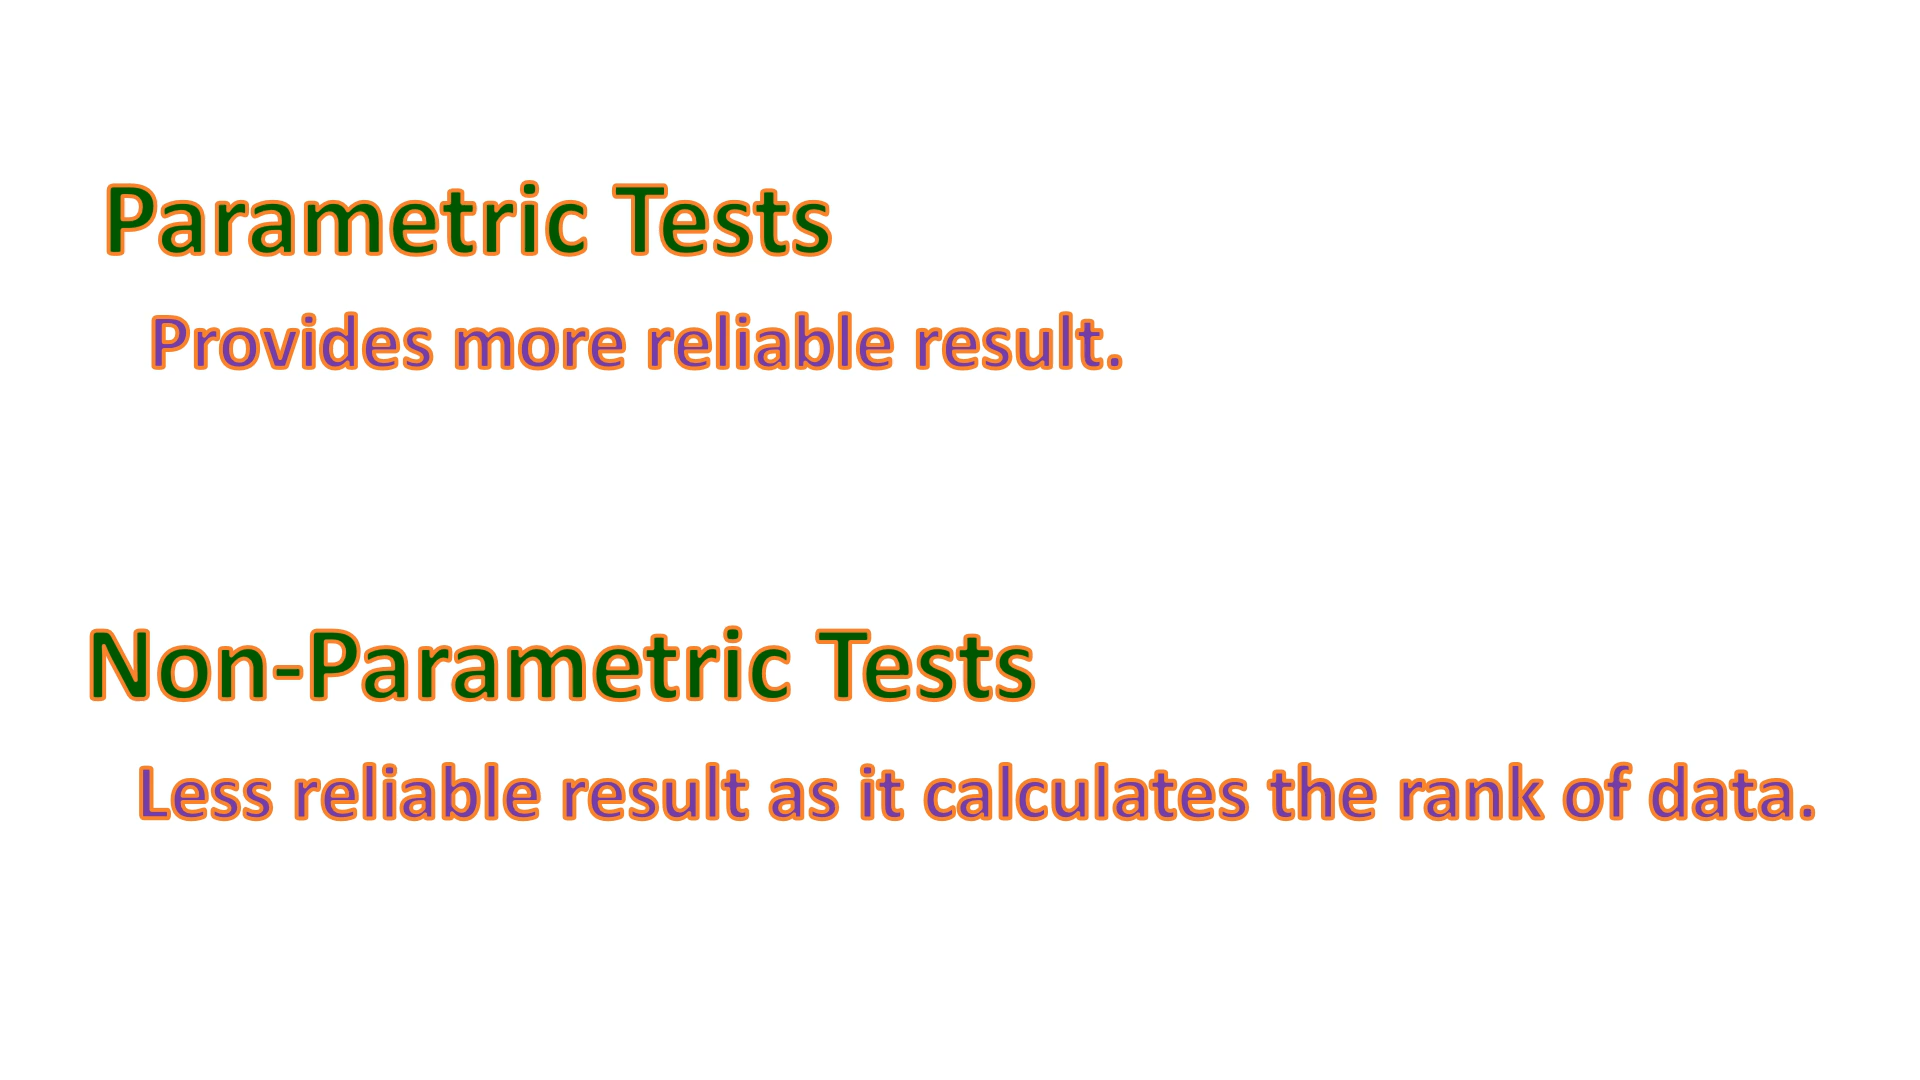 Parametric Tests
Provides more reliable result.
Non-Parametric Tests
Less reliable result as it calculates the rank of data.